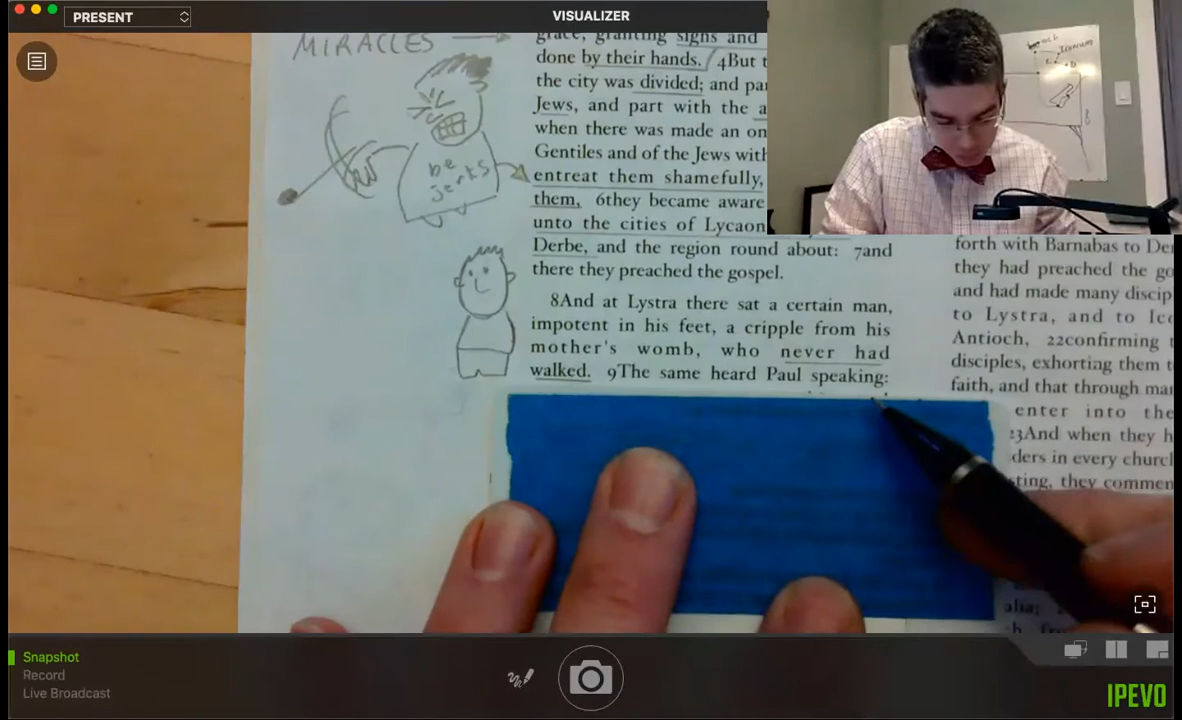 PRESENT
VISUALIZER
MIRACLES
be
jerks
grace, granting signs and
done by their hands. 4But t
the city was divided; and pa
Jews, and part with the a
when there was made an on
Gentiles and of the Jews with
entreat them shamefully,
them, 6they became aware
unto the cities of Lycaon
Derbe, and the region round about: 7and
there they preached the gospel.
8And at Lystra there sat a certain man,
impotent in his feet, a cripple from his
mother's womb, who never had
walked. 9The same heard Paul speaking:
forth with Barnabas to De
they had preached the go
and had made many discip
to Lystra, and to Ico
Antioch, 22confirming t
disciples, exhorting them t
faith, and that through ma
enter into the
23And when they h
ders in every churc
ting, they commen
alia;
Snapshot
Record
Live Broadcast
IPEVO